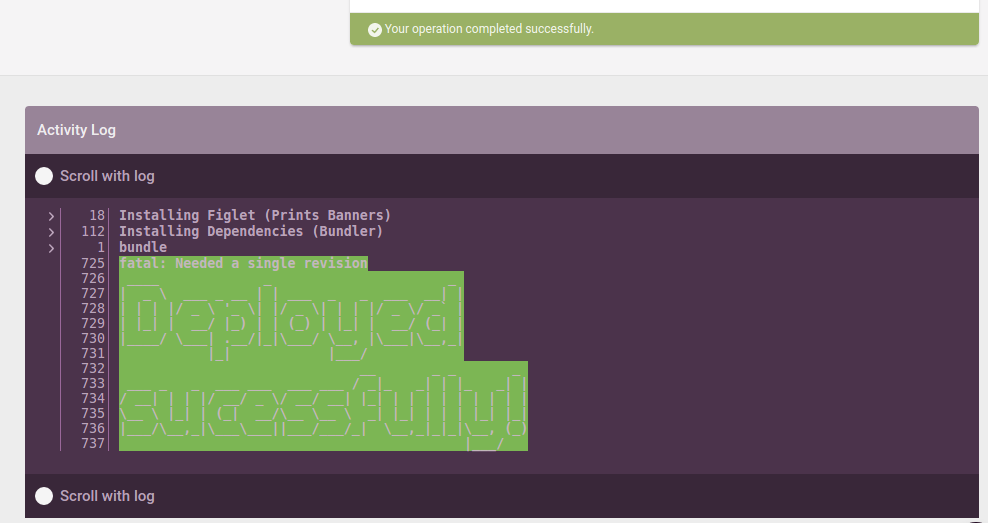 Your operation completed successfully.
Activity Log
Scroll with log
18 Installing Figlet (Prints Banners)
112 Installing Dependencies (Bundler)
1 bundle
725 fatal: Needed a single revision
726
727
728
729
730
731
Deployed
732
733
734
735
736
737
successfully!
Scroll with log